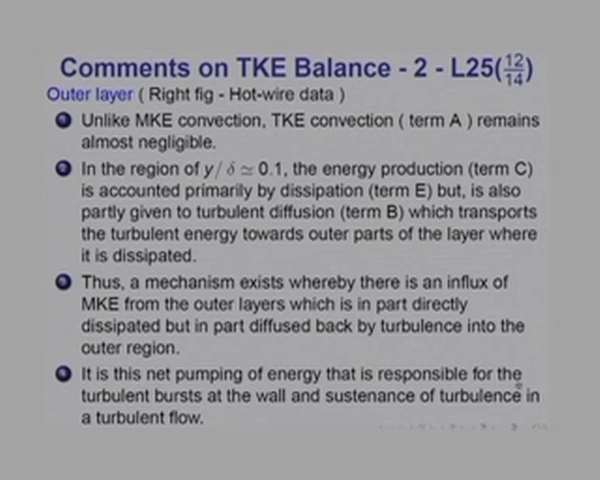 Comments on TKE Balance - 2 - L25(12/14)
Outer layer ( Right fig - Hot-wire data )
1 Unlike MKE convection, TKE convection ( term A ) remains
almost negligible.
2 In the region of y/ δ ≃ 0.1, the energy production (term C)
is accounted primarily by dissipation (term E) but, is also
partly given to turbulent diffusion (term B) which transports
the turbulent energy towards outer parts of the layer where
it is dissipated.
3 Thus, a mechanism exists whereby there is an influx of
MKE from the outer layers which is in part directly
dissipated but in part diffused back by turbulence into the
outer region.
4 It is this net pumping of energy that is responsible for the
turbulent bursts at the wall and sustenance of turbulence in
a turbulent flow.